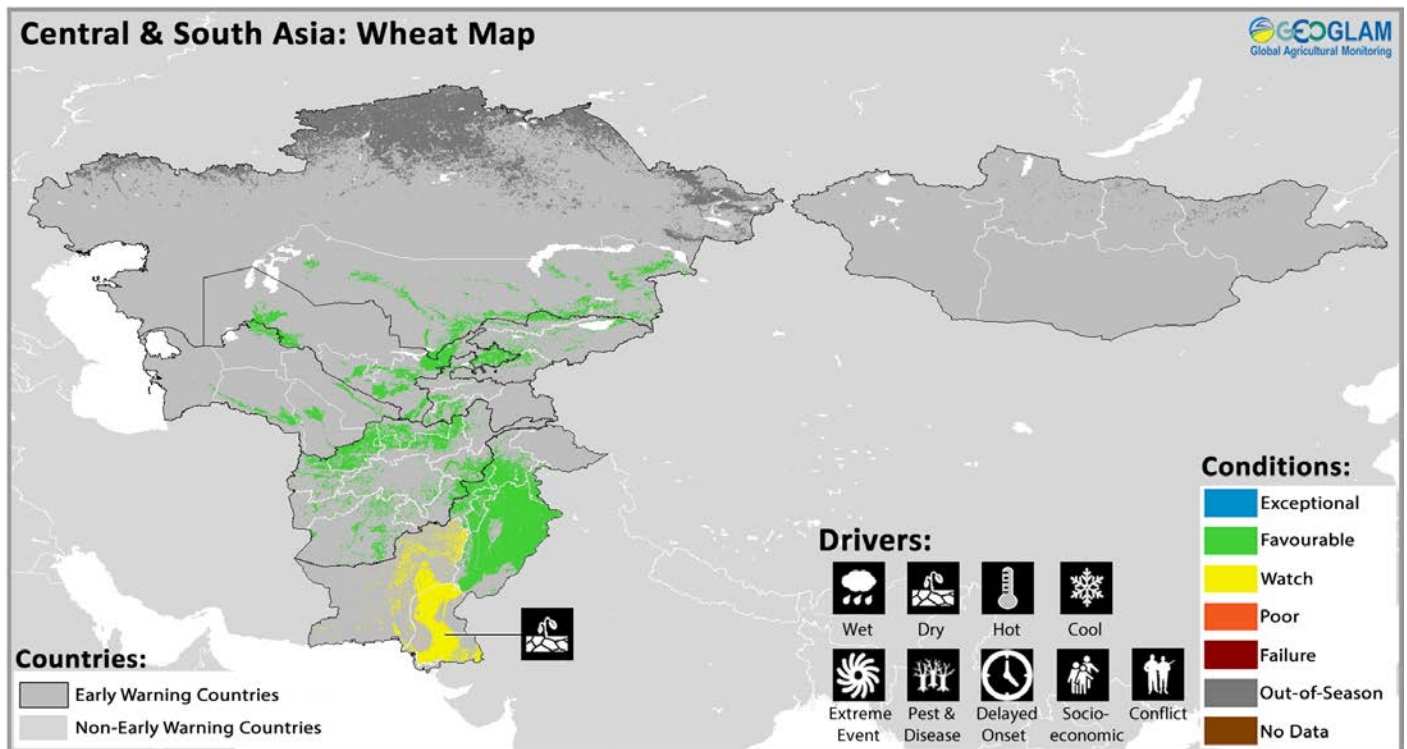 Central & South Asia: Wheat Map
GEOGLAM
Global Agricultural Monitoring
Conditions:
Exceptional
Favourable
Watch
Poor
Failure
Out-of-Season
No Data
Drivers:
Wet
Dry
Hot
Cool
Extreme
Event
Pest &
Disease
Delayed
Onset
Socio-
economic
Conflict
Countries:
Early Warning Countries
Non-Early Warning Countries